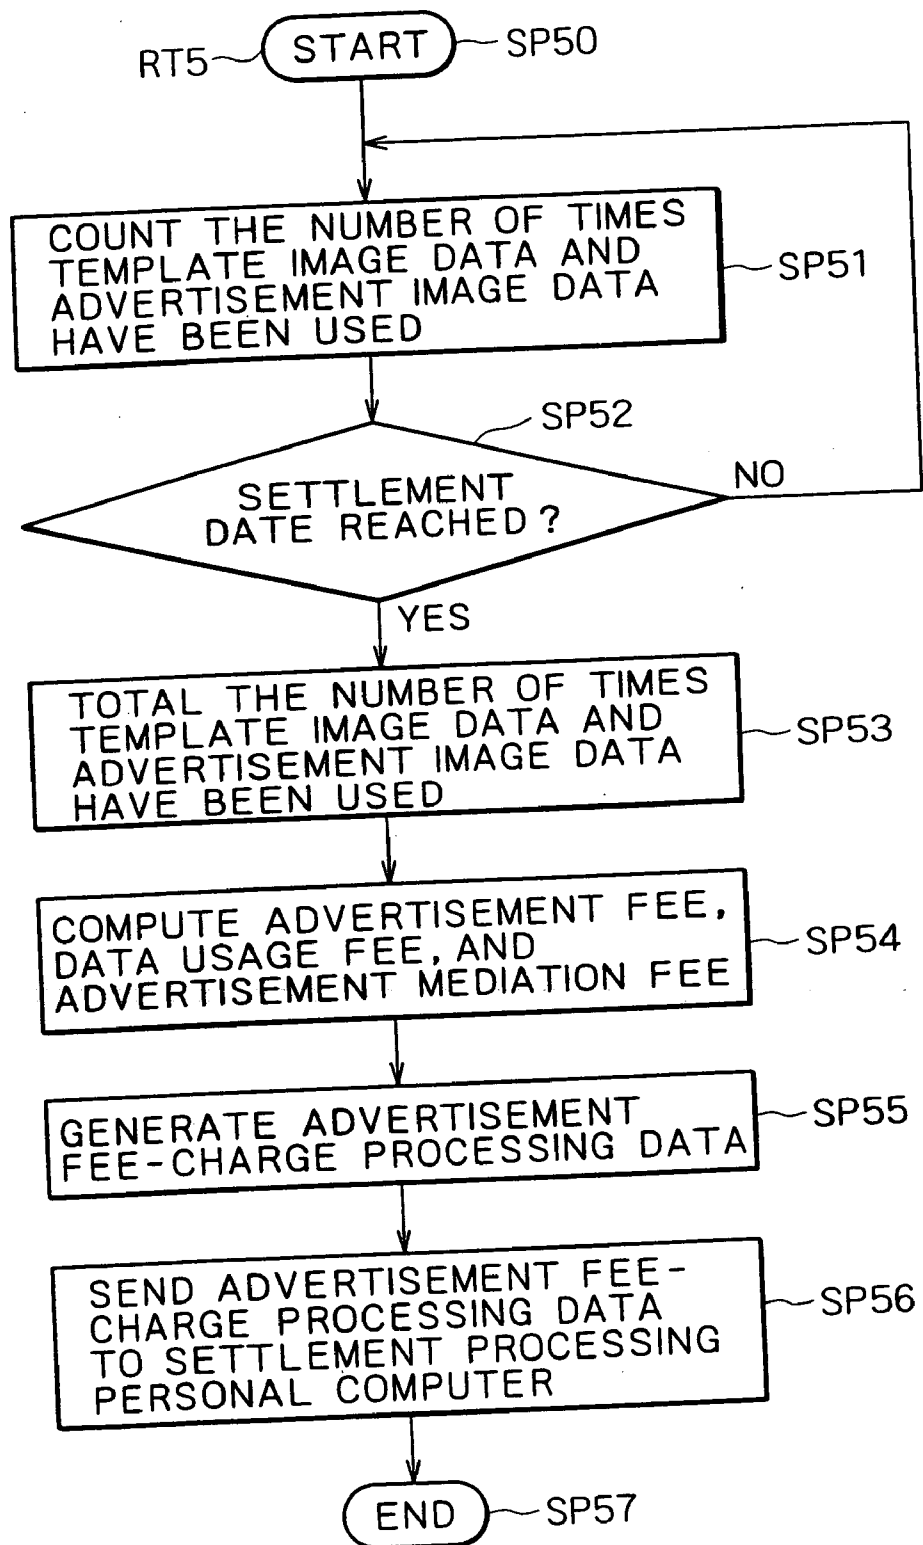 RT5
START
SP50
COUNT THE NUMBER OF TIMES
TEMPLATE IMAGE DATA AND
ADVERTISEMENT IMAGE DATA
HAVE BEEN USED
SP51
SP52
SETTLEMENT
DATE REACHED?
NO
YES
TOTAL THE NUMBER OF TIMES
TEMPLATE IMAGE DATA AND
ADVERTISEMENT IMAGE DATA
HAVE BEEN USED
SP53
COMPUTE ADVERTISEMENT FEE,
DATA USAGE FEE, AND
ADVERTISEMENT MEDIATION FEE
SP54
GENERATE ADVERTISEMENT
FEE-CHARGE PROCESSING DATA
SP55
SEND ADVERTISEMENT FEE-
CHARGE PROCESSING DATA
TO SETTLEMENT PROCESSING
PERSONAL COMPUTER
SP56
END
SP57